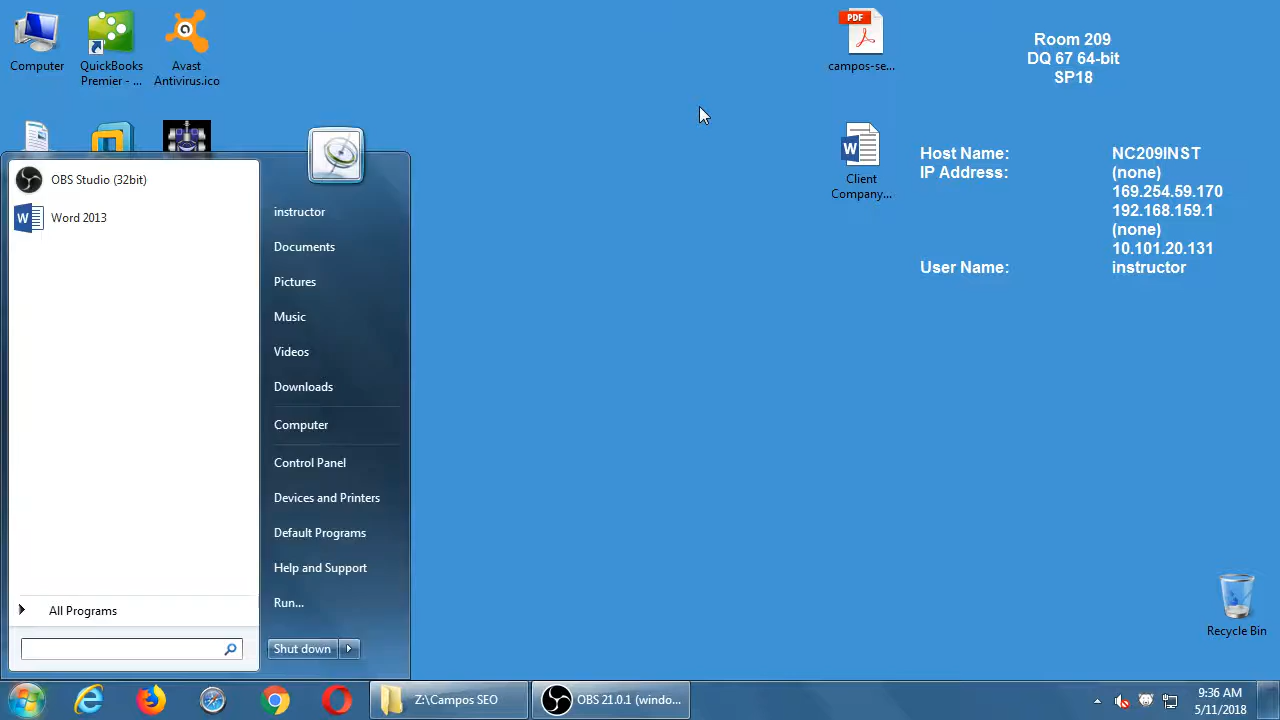 Computer
QuickBooks
Premier - ...
Avast
Antivirus.ico
PDF
campos-se...
Room 209
DQ 67 64-bit
SP18
W
Client
Company...
Host Name: NC209INST
IP Address: (none)
169.254.59.170
192.168.159.1
(none)
10.101.20.131
User Name: instructor
OBS Studio (32bit)
W
Word 2013
All Programs
instructor
Documents
Pictures
Music
Videos
Downloads
Computer
Control Panel
Devices and Printers
Default Programs
Help and Support
Run...
Shut down
Recycle Bin
Z:\Campos SEO
OBS 21.0.1 (windo...
9:36 AM
5/11/2018